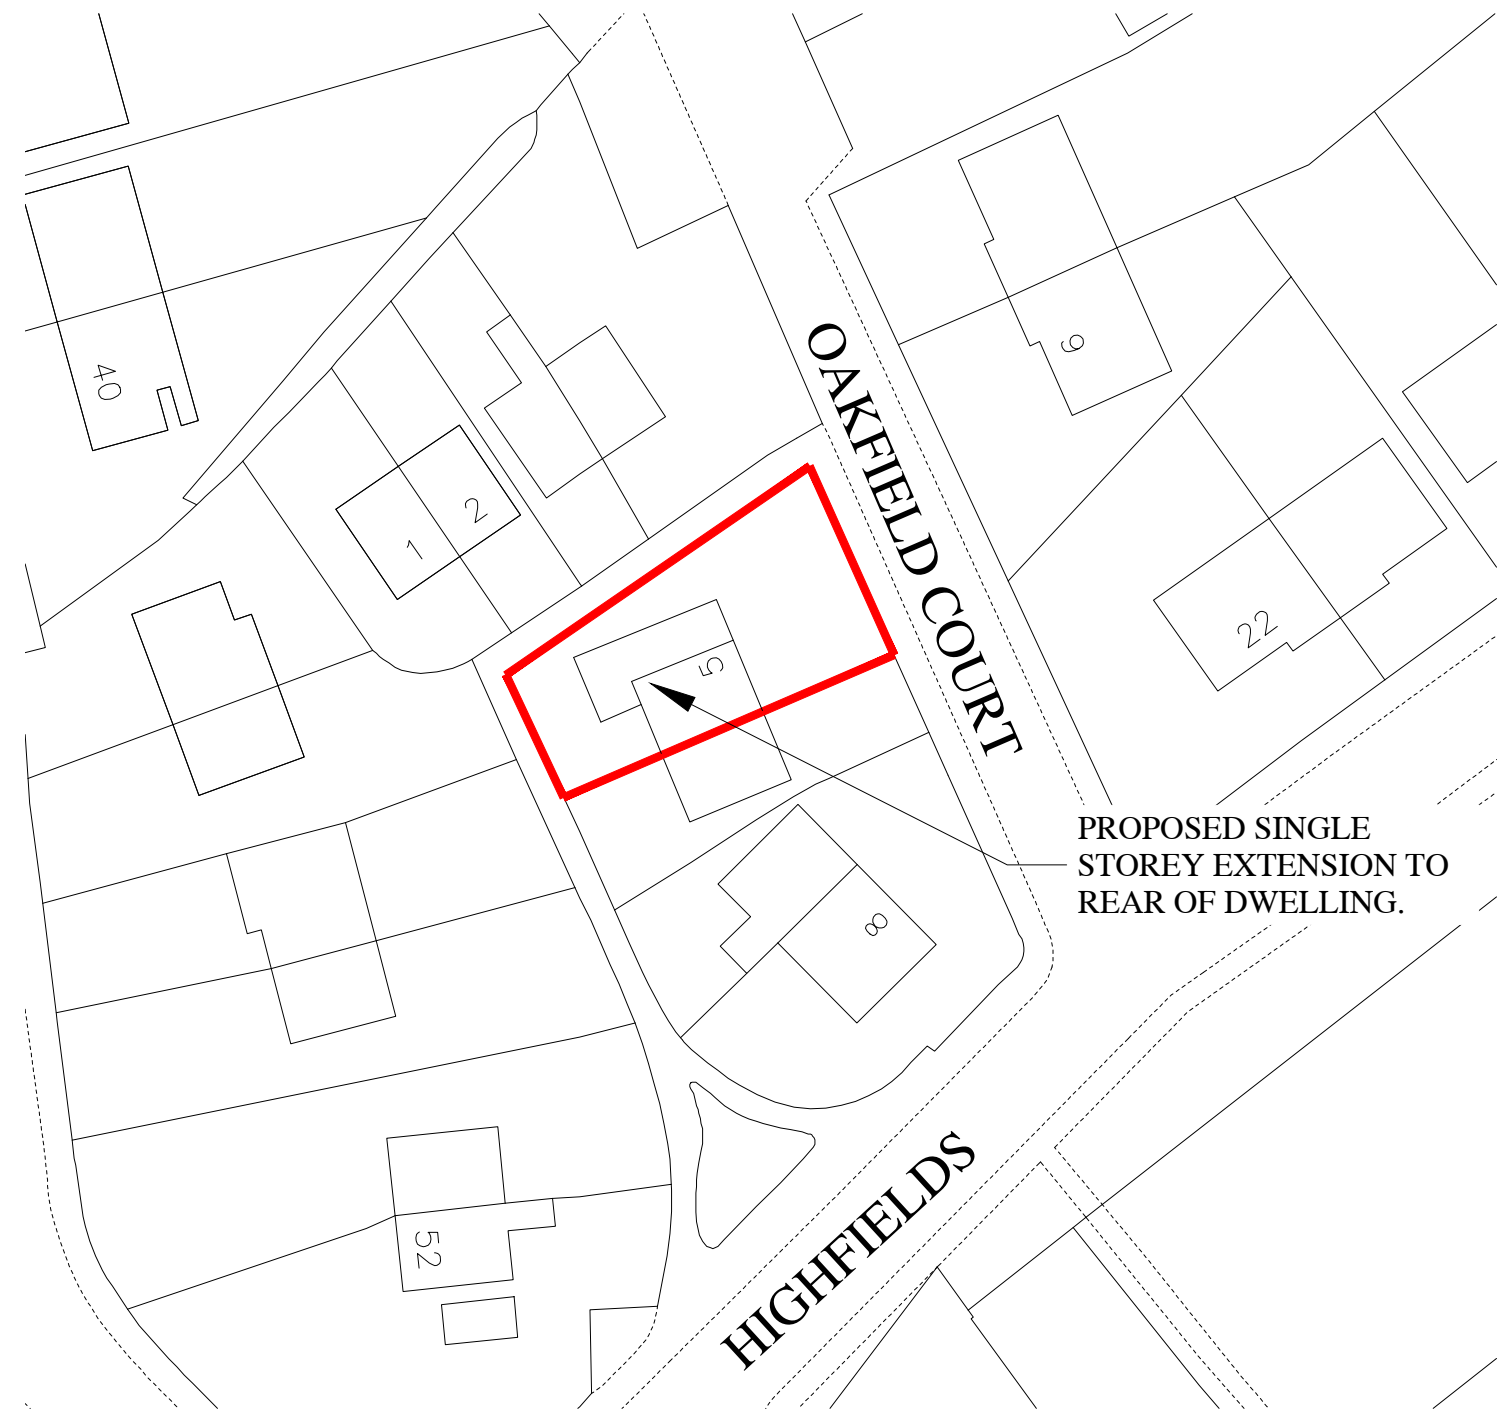 40
OAKFIELD COURT
9
1
2
22
5
PROPOSED SINGLE
STOREY EXTENSION TO
REAR OF DWELLING.
8
HIGHFIELDS
52